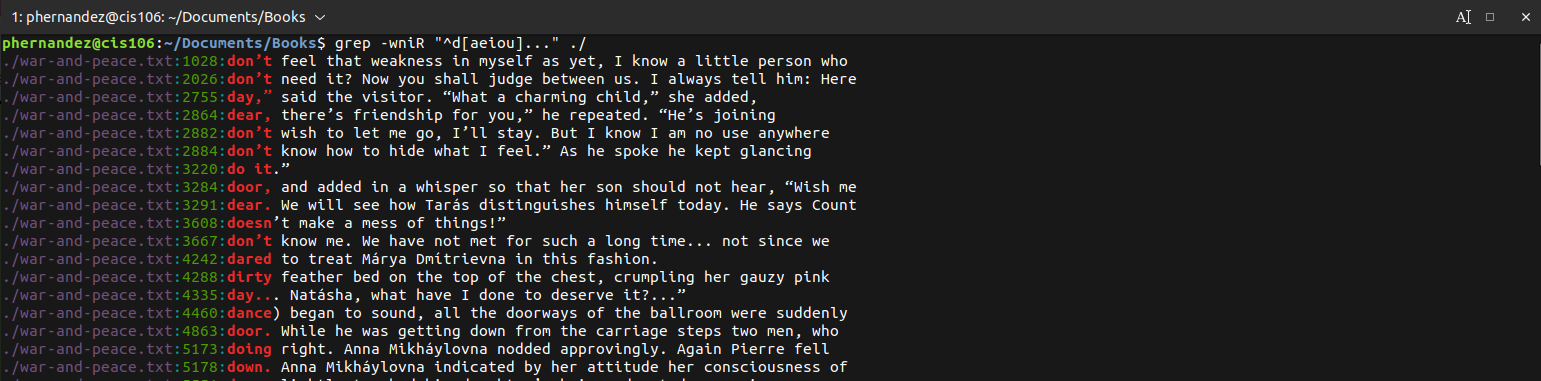 1: phernandez@cis106: ~/Documents/Books
phernandez@cis106:~/Documents/Books$ grep -wniR "^d[aeiou]..." ./
./war-and-peace.txt:1028:don’t feel that weakness in myself as yet, I know a little person who
./war-and-peace.txt:2026:don’t need it? Now you shall judge between us. I always tell him: Here
./war-and-peace.txt:2755:day,” said the visitor. “What a charming child,” she added,
./war-and-peace.txt:2864:dear, there’s friendship for you,” he repeated. “He’s joining
./war-and-peace.txt:2882:don’t wish to let me go, I’ll stay. But I know I am no use anywhere
./war-and-peace.txt:2884:don’t know how to hide what I feel.” As he spoke he kept glancing
./war-and-peace.txt:3220:do it.”
./war-and-peace.txt:3284:door, and added in a whisper so that her son should not hear, “Wish me
./war-and-peace.txt:3291:dear. We will see how Tarás distinguishes himself today. He says Count
./war-and-peace.txt:3608:doesn’t make a mess of things!”
./war-and-peace.txt:3667:don’t know me. We have not met for such a long time... not since we
./war-and-peace.txt:4242:dared to treat Márya Dmítrievna in this fashion.
./war-and-peace.txt:4288:dirty feather bed on the top of the chest, crumpling her gauzy pink
./war-and-peace.txt:4335:day... Natásha, what have I done to deserve it?...”
./war-and-peace.txt:4460:dance) began to sound, all the doorways of the ballroom were suddenly
./war-and-peace.txt:4863:door. While he was getting down from the carriage steps two men, who
./war-and-peace.txt:5173:doing right. Anna Mikháylovna nodded approvingly. Again Pierre fell
./war-and-peace.txt:5178:down. Anna Mikháylovna indicated by her attitude her consciousness of